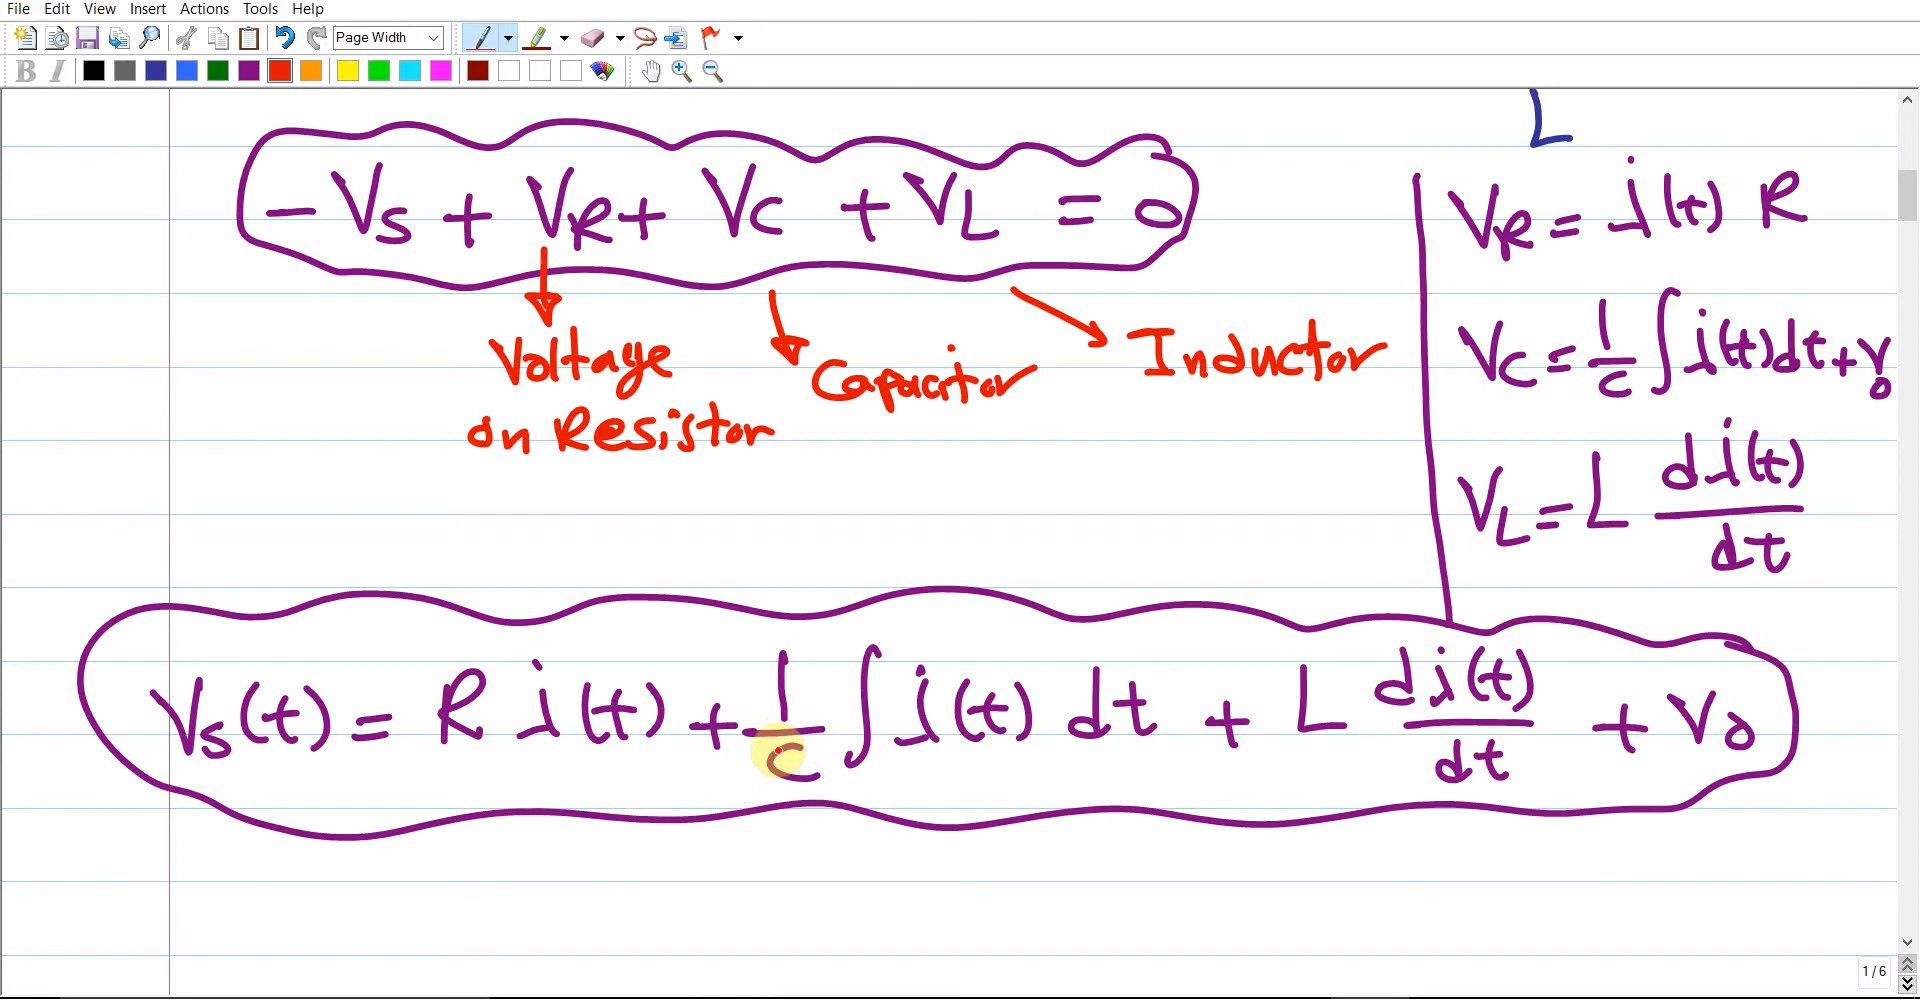 File Edit View Insert Actions Tools Help
Page Width
B I
L
-Vs + VR + Vc + VL = 0
Voltage on Resistor
Capacitor
Inductor
VR = i(t) R
Vc = 1/c ∫ i(t) dt + V0
VL = L di(t)/dt
Vs(t) = R i(t) + 1/c ∫ i(t) dt + L di(t)/dt + V0
1 / 6